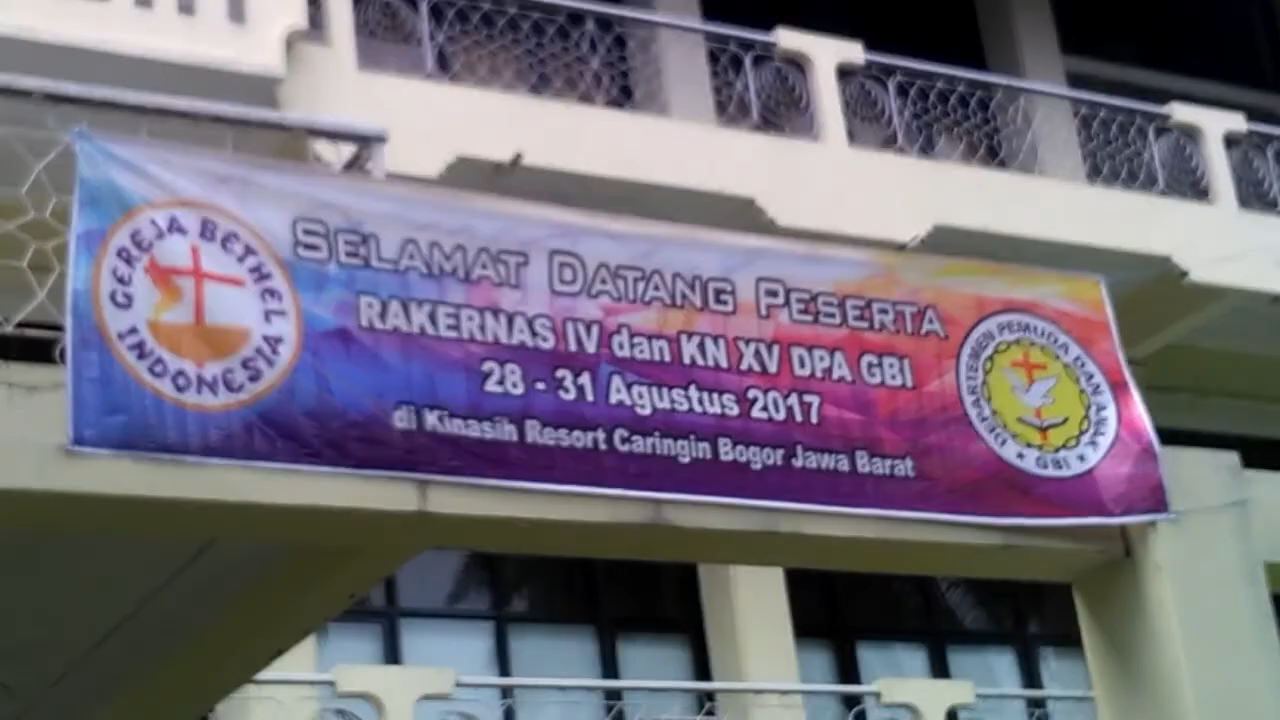 GEREJA BETHEL INDONESIA
SELAMAT DATANG PESERTA
RAKERNAS IV dan KN XV DPA GBI
28 - 31 Agustus 2017
di Kinasih Resort Caringin Bogor Jawa Barat
DEPARTEMEN PEMUDA DAN ANAK
★ GBI ★